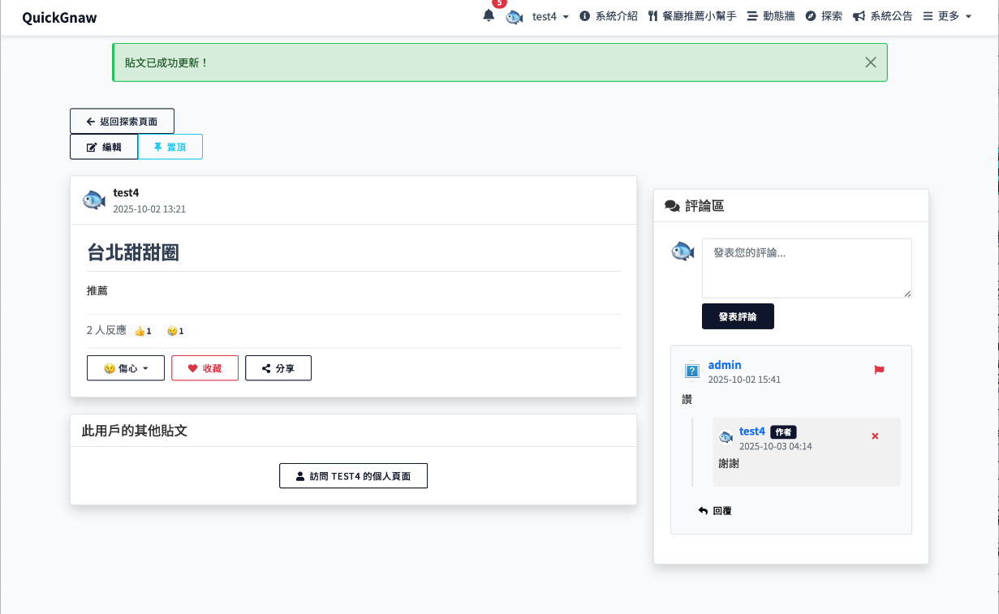 QuickGnaw
5
test4
系統介紹
餐廳推薦小幫手
動態牆
探索
系統公告
更多
貼文已成功更新！
返回探索頁面
編輯
置頂
test4
2025-10-02 13:21
台北甜甜圈
推薦
2 人反應 👍1 😢1
😢 傷心
收藏
分享
此用戶的其他貼文
訪問 TEST4 的個人頁面
評論區
發表您的評論...
發表評論
admin
2025-10-02 15:41
讚
test4 作者
2025-10-03 04:14
謝謝
回覆